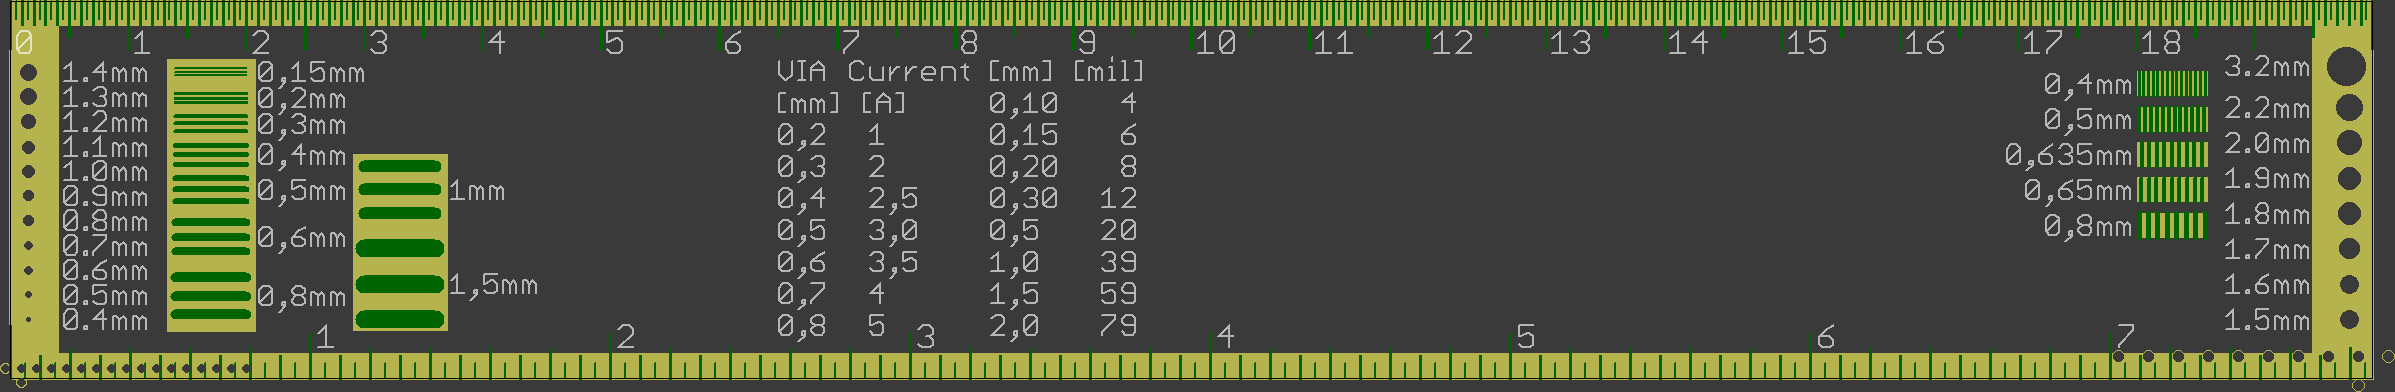 0 1 2 3 4 5 6 7 8 9 10 11 12 13 14 15 16 17 18
1.4mm
1.3mm
1.2mm
1.1mm
1.0mm
0.9mm
0.8mm
0.7mm
0.6mm
0.5mm
0.4mm
0,15mm
0,2mm
0,3mm
0,4mm
0,5mm
0,6mm
0,8mm
1mm
1,5mm
VIA Current [mm] [mil]
[mm] [A] 0,10 4
0,2 1 0,15 6
0,3 2 0,20 8
0,4 2,5 0,30 12
0,5 3,0 0,5 20
0,6 3,5 1,0 39
0,7 4 1,5 59
0,8 5 2,0 79
0,4mm
0,5mm
0,635mm
0,65mm
0,8mm
3.2mm
2.2mm
2.0mm
1.9mm
1.8mm
1.7mm
1.6mm
1.5mm
1 2 3 4 5 6 7